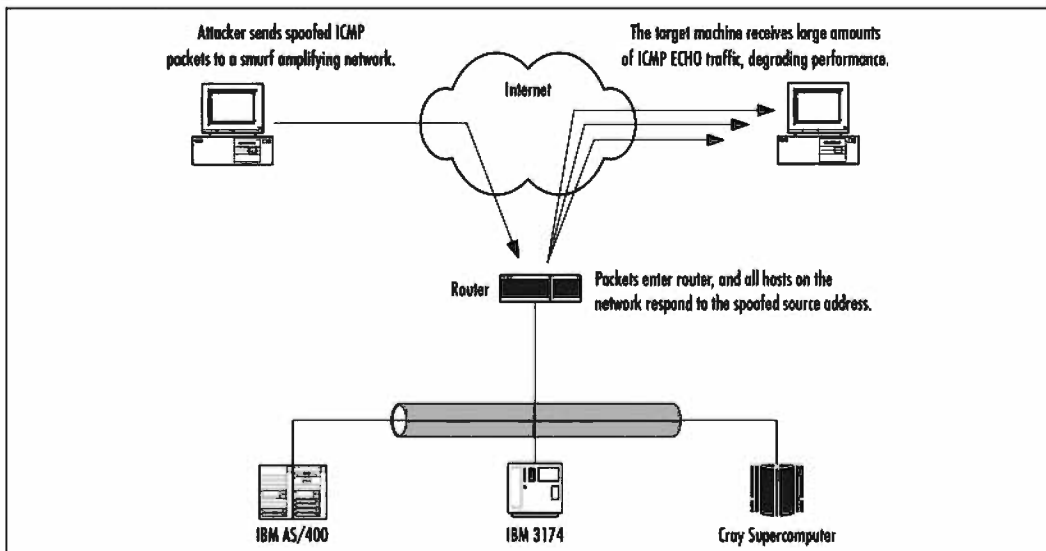 Attacker sends spoofed ICMP
packets to a smurf amplifying network.
The target machine receives large amounts
of ICMP ECHO traffic, degrading performance.
Internet
Router
Packets enter router, and all hosts on the
network respond to the spoofed source address.
IBM AS/400
IBM 3174
Cray Supercomputer